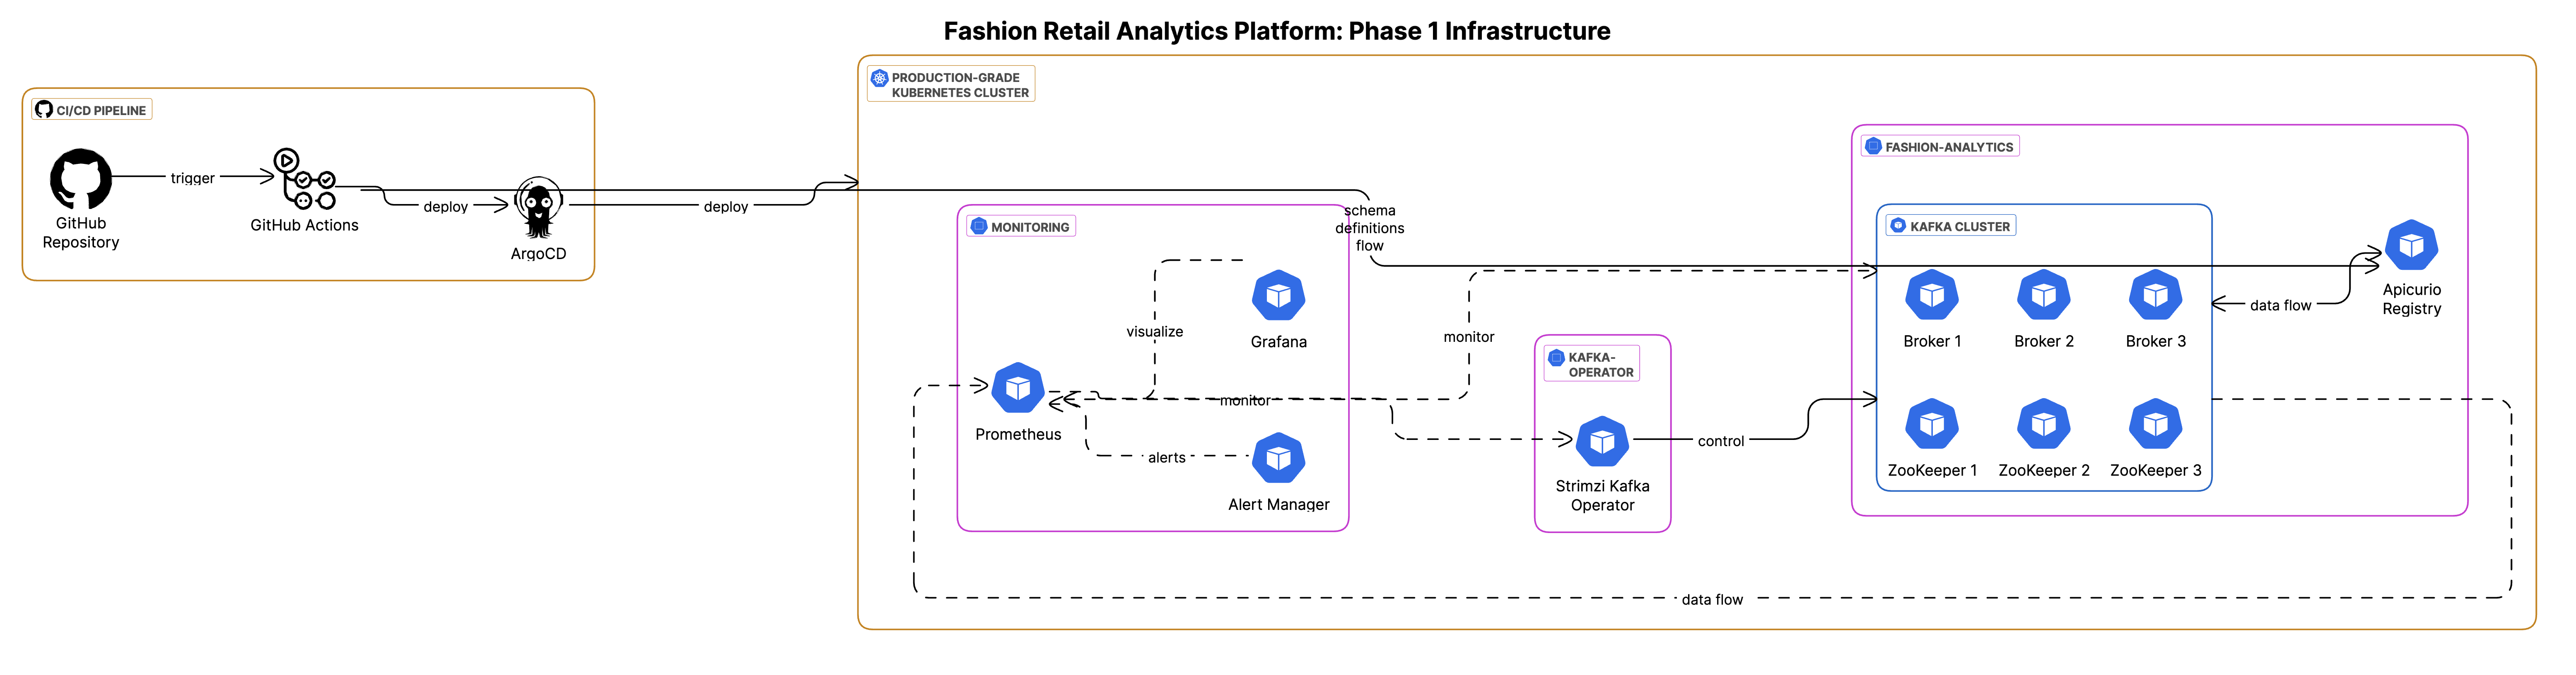 Fashion Retail Analytics Platform: Phase 1 Infrastructure
CI/CD PIPELINE
GitHub
Repository
trigger
GitHub Actions
deploy
ArgoCD
deploy
PRODUCTION-GRADE
KUBERNETES CLUSTER
schema
definitions
flow
MONITORING
visualize
Grafana
Prometheus
monitor
alerts
Alert Manager
monitor
KAFKA-
OPERATOR
Strimzi Kafka
Operator
control
FASHION-ANALYTICS
KAFKA CLUSTER
Broker 1
Broker 2
Broker 3
ZooKeeper 1
ZooKeeper 2
ZooKeeper 3
data flow
Apicurio
Registry
data flow